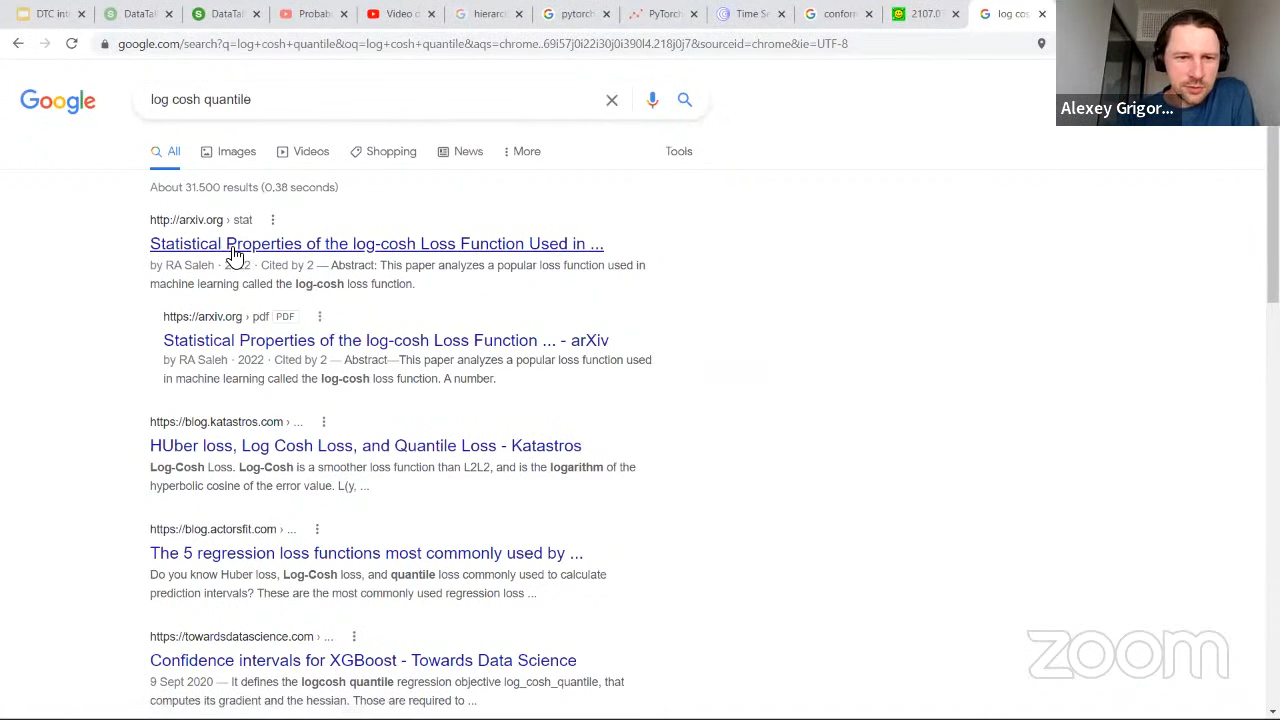 DTC int
DataTal
DataTal
Probab
Video d
hierarc
pytorch
PyTorch
Time Se
conforn
2107.07
log cos
google.com/search?q=log+cosh+quantile&oq=log+cosh+quantile&aqs=chrome..69i57j0i22i30j0i390l4.218j0j7&sourceid=chrome&ie=UTF-8
Alexey Grigor...
Google
log cosh quantile
All
Images
Videos
Shopping
News
More
Tools
About 31.500 results (0,38 seconds)
http://arxiv.org › stat
Statistical Properties of the log-cosh Loss Function Used in ...
by RA Saleh · 2022 · Cited by 2 — Abstract: This paper analyzes a popular loss function used in
machine learning called the log-cosh loss function.
https://arxiv.org › pdf PDF
Statistical Properties of the log-cosh Loss Function ... - arXiv
by RA Saleh · 2022 · Cited by 2 — Abstract—This paper analyzes a popular loss function used
in machine learning called the log-cosh loss function. A number.
https://blog.katastros.com › ...
HUber loss, Log Cosh Loss, and Quantile Loss - Katastros
Log-Cosh Loss. Log-Cosh is a smoother loss function than L2L2, and is the logarithm of the
hyperbolic cosine of the error value. L(y, ...
https://blog.actorsfit.com › ...
The 5 regression loss functions most commonly used by ...
Do you know Huber loss, Log-Cosh loss, and quantile loss commonly used to calculate
prediction intervals? These are the most commonly used regression loss ...
https://towardsdatascience.com › ...
Confidence intervals for XGBoost - Towards Data Science
9 Sept 2020 — It defines the logcosh quantile regression objective log_cosh_quantile, that
computes its gradient and the hessian. Those are required to ...
zoom